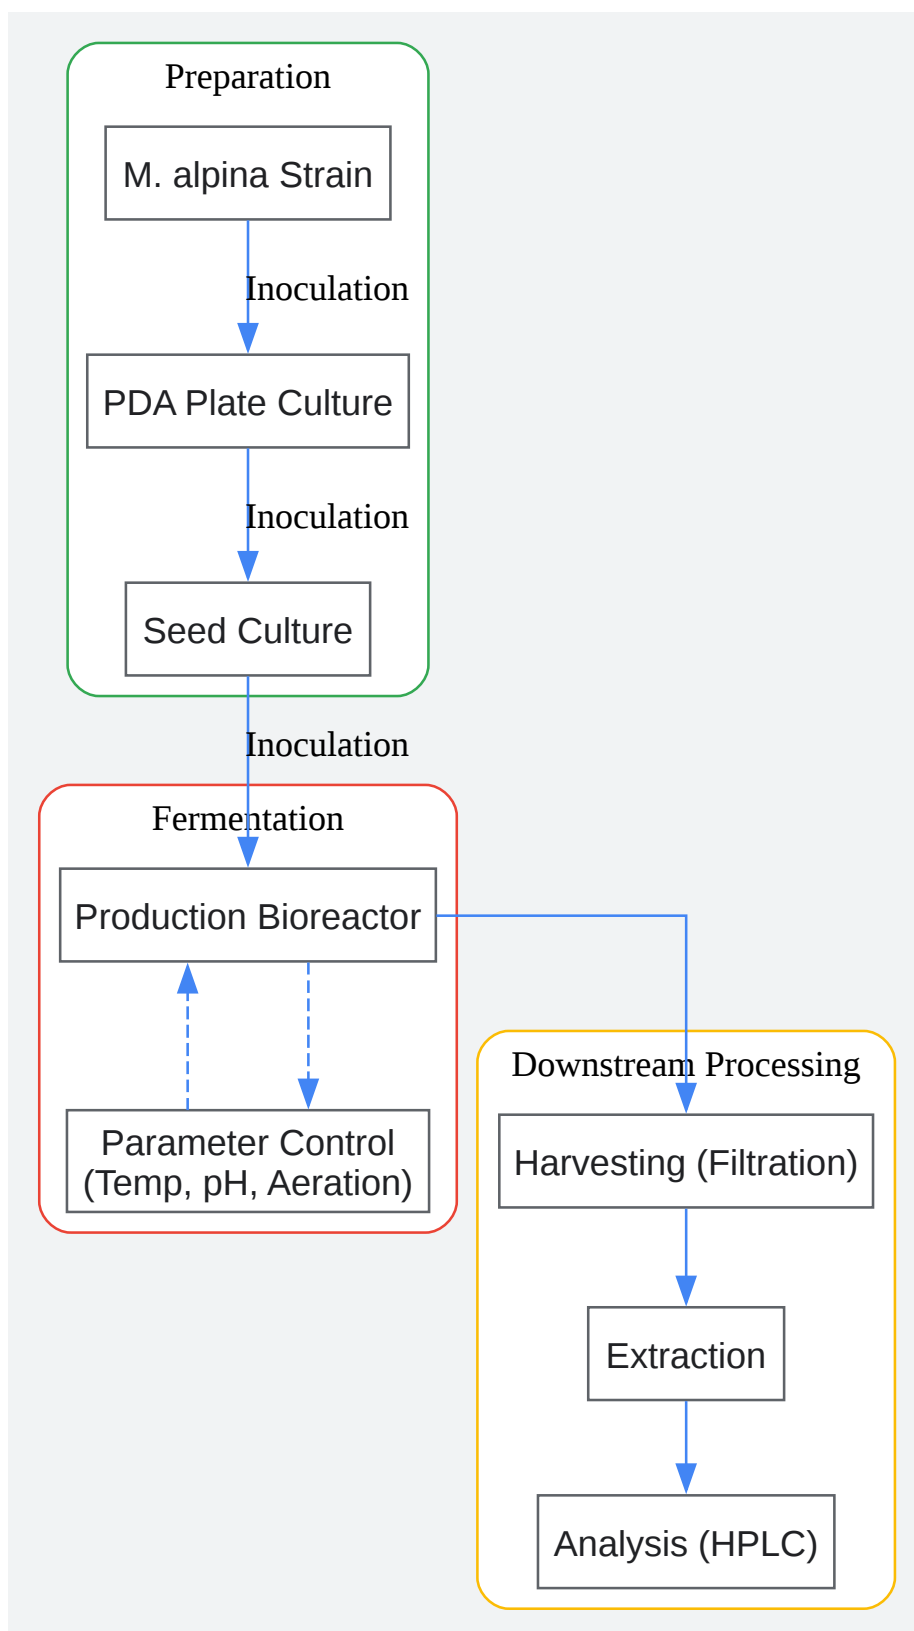 Preparation
M. alpina Strain
Inoculation
PDA Plate Culture
Inoculation
Seed Culture
Inoculation
Fermentation
Production Bioreactor
Parameter Control
(Temp, pH, Aeration)
Downstream Processing
Harvesting (Filtration)
Extraction
Analysis (HPLC)